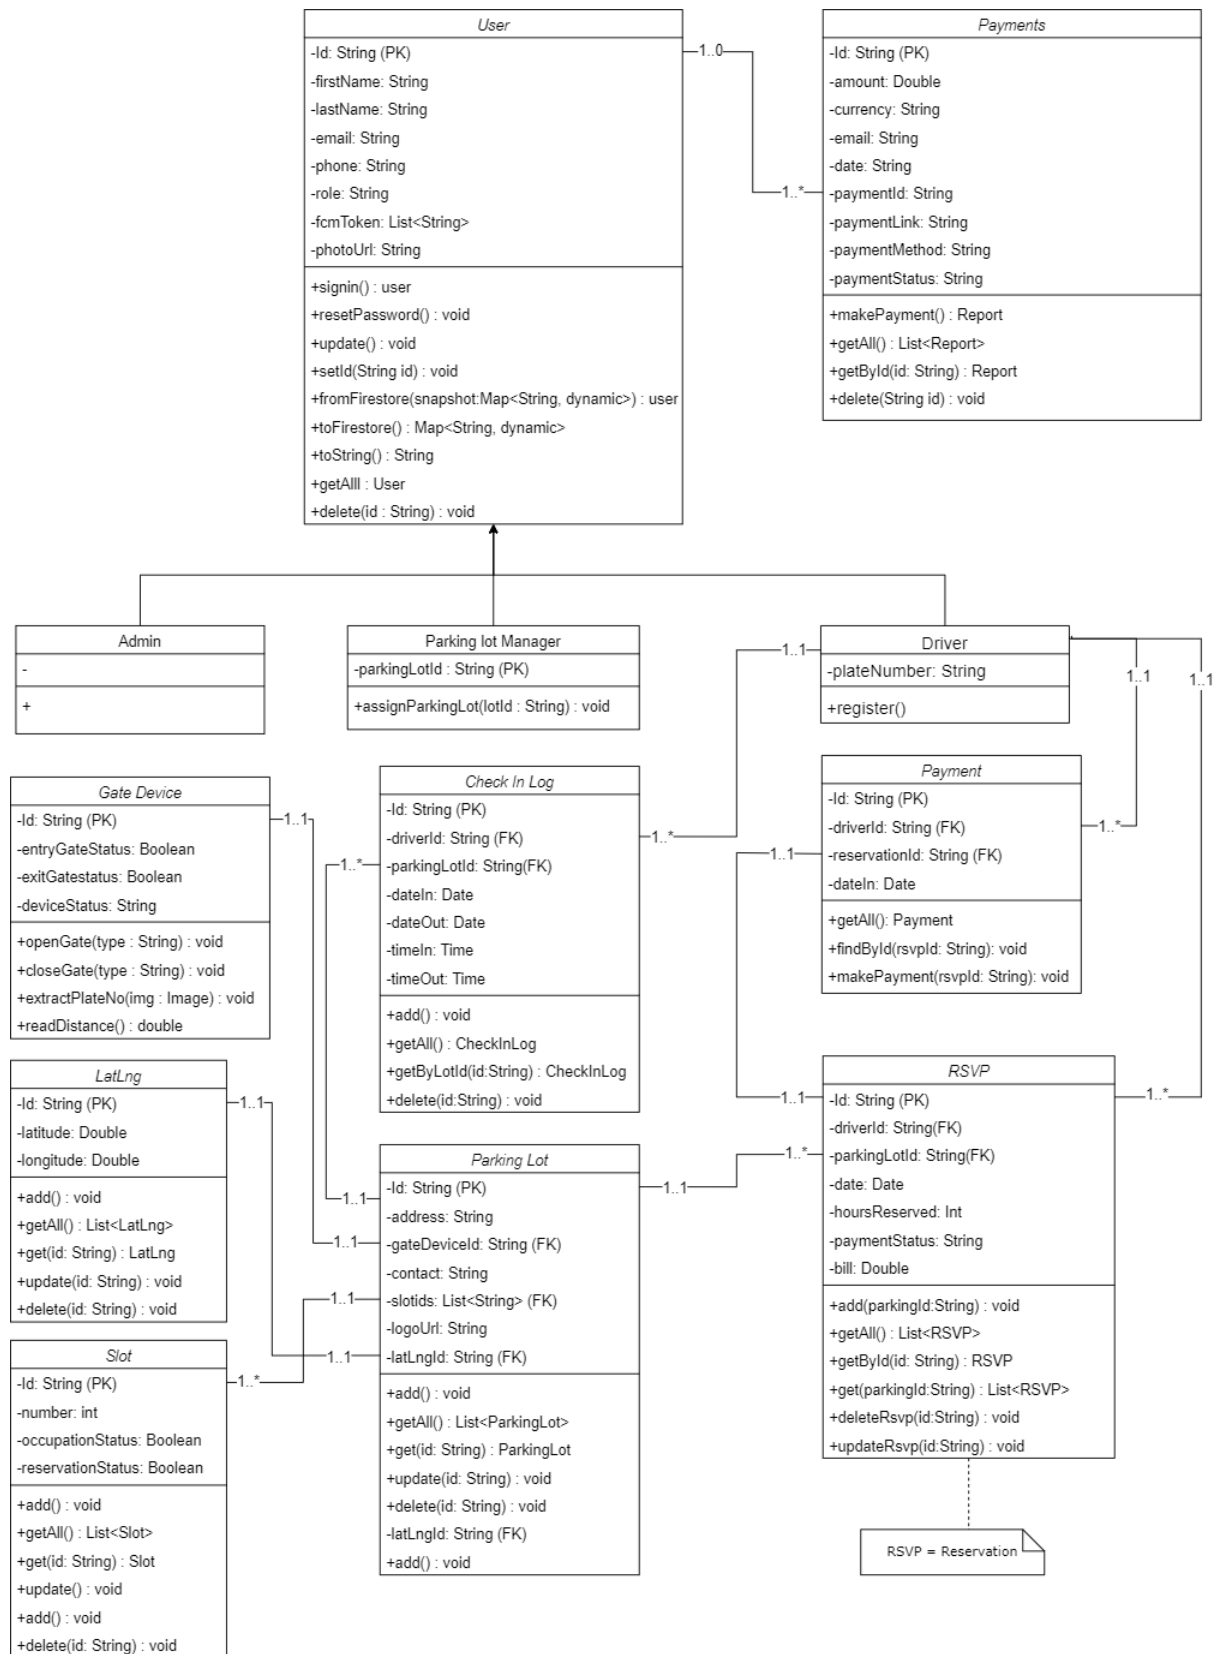 User
-Id: String (PK)
-firstName: String
-lastName: String
-email: String
-phone: String
-role: String
-fcmToken: List<String>
-photoUrl: String
+signin() : user
+resetPassword() : void
+update() : void
+setId(String id) : void
+fromFirestore(snapshot:Map<String, dynamic>) : user
+toFirestore() : Map<String, dynamic>
+toString() : String
+getAlll : User
+delete(id : String) : void
1..0
1..*
Payments
-Id: String (PK)
-amount: Double
-currency: String
-email: String
-date: String
-paymentId: String
-paymentLink: String
-paymentMethod: String
-paymentStatus: String
+makePayment() : Report
+getAll() : List<Report>
+getById(id: String) : Report
+delete(String id) : void
Admin
-
+
Parking lot Manager
-parkingLotId : String (PK)
+assignParkingLot(lotId : String) : void
1..1
Driver
-plateNumber: String
+register()
1..1
1..1
Gate Device
-Id: String (PK)
-entryGateStatus: Boolean
-exitGatestatus: Boolean
-deviceStatus: String
+openGate(type : String) : void
+closeGate(type : String) : void
+extractPlateNo(img : Image) : void
+readDistance() : double
1..1
1..*
Check In Log
-Id: String (PK)
-driverId: String (FK)
-parkingLotId: String(FK)
-dateIn: Date
-dateOut: Date
-timeIn: Time
-timeOut: Time
+add() : void
+getAll() : CheckInLog
+getByLotId(id:String) : CheckInLog
+delete(id:String) : void
1..*
1..1
Payment
-Id: String (PK)
-driverId: String (FK)
-reservationId: String (FK)
-dateIn: Date
+getAll(): Payment
+findById(rsvpId: String): void
+makePayment(rsvpId: String): void
1..*
LatLng
-Id: String (PK)
-latitude: Double
-longitude: Double
+add() : void
+getAll() : List<LatLng>
+get(id: String) : LatLng
+update(id: String) : void
+delete(id: String) : void
1..1
1..1
1..1
1..1
1..1
Parking Lot
-Id: String (PK)
-address: String
-gateDeviceId: String (FK)
-contact: String
-slotids: List<String> (FK)
-logoUrl: String
-latLngId: String (FK)
+add() : void
+getAll() : List<ParkingLot>
+get(id: String) : ParkingLot
+update(id: String) : void
+delete(id: String) : void
-latLngId: String (FK)
+add() : void
1..1
1..1
1..*
RSVP
-Id: String (PK)
-driverId: String(FK)
-parkingLotId: String(FK)
-date: Date
-hoursReserved: Int
-paymentStatus: String
-bill: Double
+add(parkingId:String) : void
+getAll() : List<RSVP>
+getById(id: String) : RSVP
+get(parkingId:String) : List<RSVP>
+deleteRsvp(id:String) : void
+updateRsvp(id:String) : void
1..*
RSVP = Reservation
Slot
-Id: String (PK)
-number: int
-occupationStatus: Boolean
-reservationStatus: Boolean
+add() : void
+getAll() : List<Slot>
+get(id: String) : Slot
+update() : void
+add() : void
+delete(id: String) : void
1..*